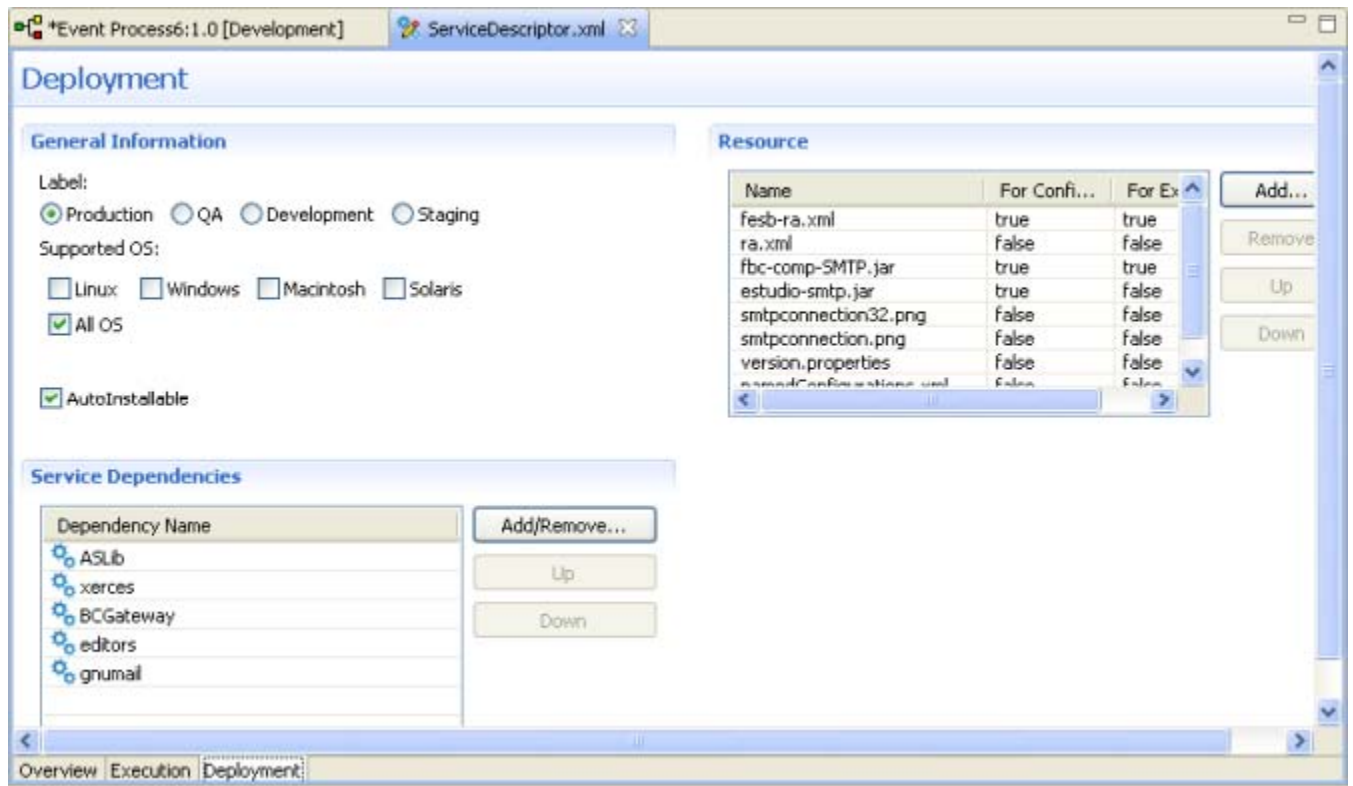 *Event Process6:1.0 [Development] ServiceDescriptor.xml
Deployment
General Information
Label:
Production QA Development Staging
Supported OS:
Linux Windows Macintosh Solaris
All OS
AutoInstallable
Service Dependencies
Dependency Name
ASLib
xerces
BCGateway
editors
gnumail
Add/Remove...
Up
Down
Resource
Name For Confi... For Ex
fesb-ra.xml true true
ra.xml false false
fbc-comp-SMTP.jar true true
estudio-smtp.jar true false
smtpconnection32.png false false
smtpconnection.png false false
version.properties false false
namedConfigurations.xml false false
Add...
Remove
Up
Down
Overview Execution Deployment